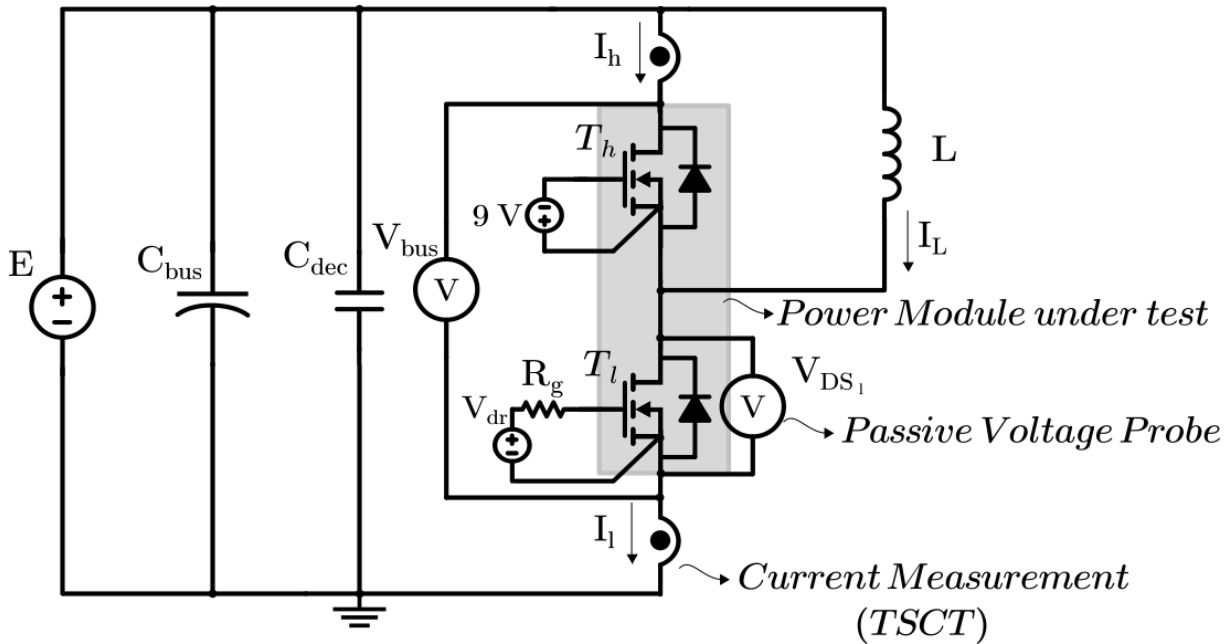 I_h
T_h
L
9 V
V_bus
I_L
E
C_bus
C_dec
V
Power Module under test
T_l
R_g
V_DS_l
V_dr
V
Passive Voltage Probe
I_l
Current Measurement
(TSCT)